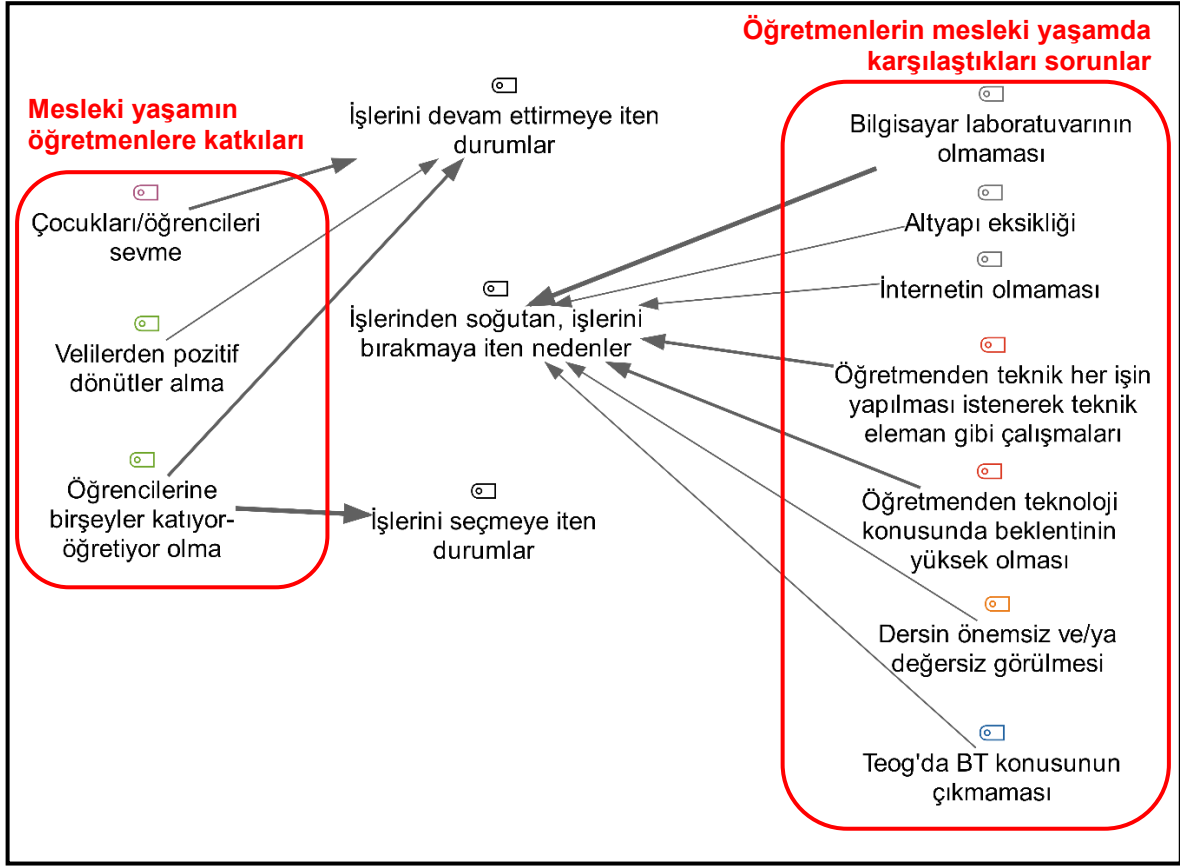 Öğretmenlerin mesleki yaşamda
karşılaştıkları sorunlar
Mesleki yaşamın
öğretmenlere katkıları
Çocukları/öğrencileri
sevme
Velilerden pozitif
dönütler alma
Öğrencilerine
birşeyler katıyor-
öğretiyor olma
İşlerini devam ettirmeye iten
durumlar
İşlerinden soğutan, işlerini
bırakmaya iten nedenler
İşlerini seçmeye iten
durumlar
Bilgisayar laboratuvarının
olmaması
Altyapı eksikliği
İnternetin olmaması
Öğretmenden teknik her işin
yapılması istenerek teknik
eleman gibi çalışmaları
Öğretmenden teknoloji
konusunda beklentinin
yüksek olması
Dersin önemsiz ve/ya
değersiz görülmesi
Teog'da BT konusunun
çıkmaması